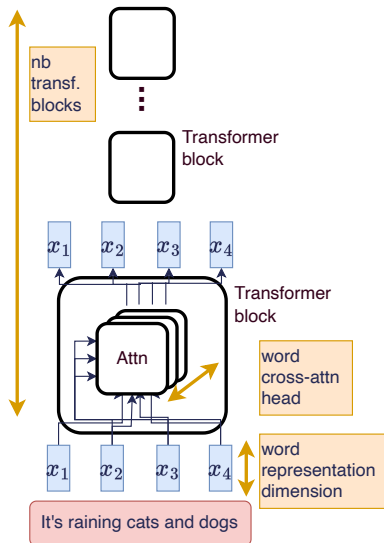 nb
transf.
blocks
Transformer
block
x₁ x₂ x₃ x₄
Transformer
block
Attn
word
cross-attn
head
x₁ x₂ x₃ x₄
word
representation
dimension
It's raining cats and dogs